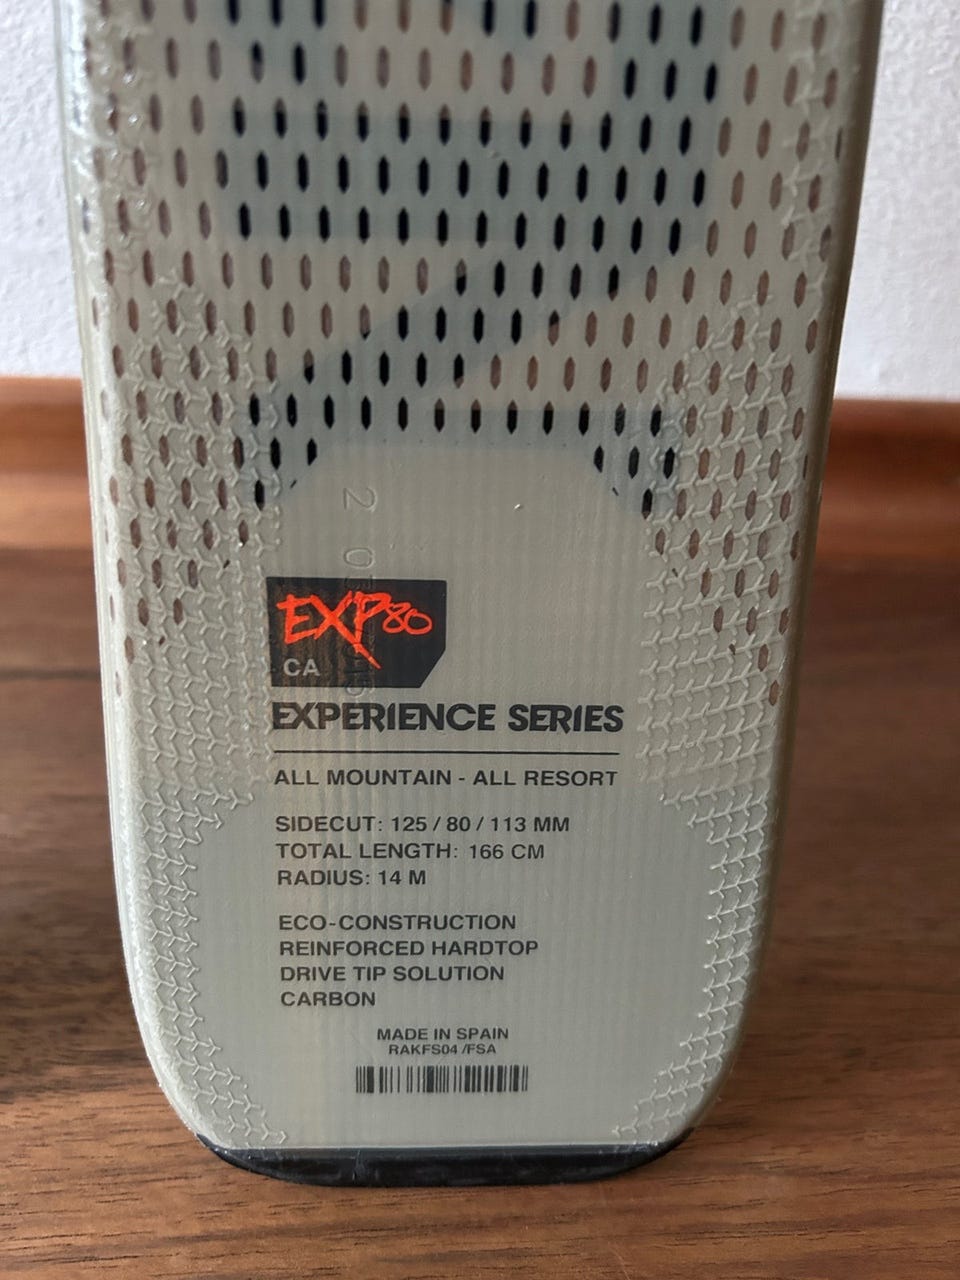 EXP80
CA
EXPERIENCE SERIES
ALL MOUNTAIN - ALL RESORT
SIDECUT: 125 / 80 / 113 MM
TOTAL LENGTH: 166 CM
RADIUS: 14 M
ECO-CONSTRUCTION
REINFORCED HARDTOP
DRIVE TIP SOLUTION
CARBON
MADE IN SPAIN
RAKFS04 /FSA